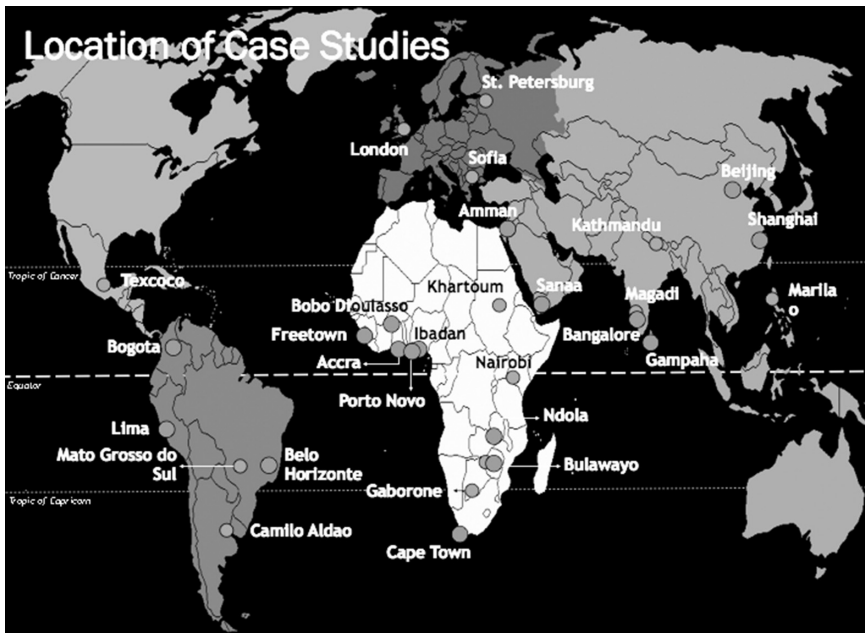 Location of Case Studies
St. Petersburg
London
Sofia
Beijing
Amman
Kathmandu
Shanghai
Tropic of Cancer
Texcoco
Khartoum
Sanaa
Magadi
Marila
o
Bobo Dioulasso
Freetown
Ibadan
Bangalore
Bogota
Accra
Nairobi
Gampaha
Equator
Porto Novo
Lima
Ndola
Mato Grosso do
Sul
Belo
Horizonte
Bulawayo
Gaborone
Tropic of Capricorn
Camilo Aldao
Cape Town